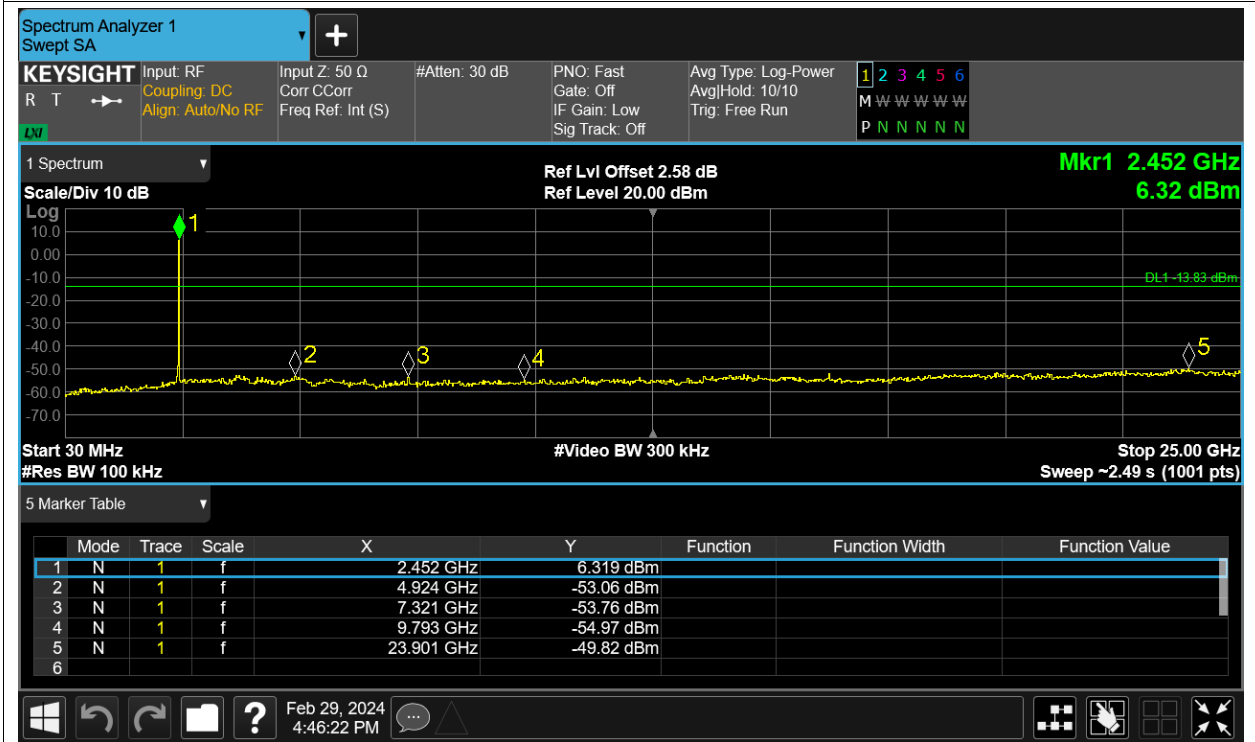 Spectrum Analyzer 1
Swept SA
+
KEYSIGHT
R T
LXI
Input: RF
Coupling: DC
Align: Auto/No RF
Input Z: 50 Ω
Corr CCorr
Freq Ref: Int (S)
#Atten: 30 dB
PNO: Fast
Gate: Off
IF Gain: Low
Sig Track: Off
Avg Type: Log-Power
Avg|Hold: 10/10
Trig: Free Run
1 2 3 4 5 6
M W W W W W
P N N N N N
1 Spectrum
Scale/Div 10 dB
Ref Lvl Offset 2.58 dB
Ref Level 20.00 dBm
Mkr1 2.452 GHz
6.32 dBm
Log
10.0
0.00
-10.0
-20.0
-30.0
-40.0
-50.0
-60.0
-70.0
1
2
3
4
5
DL1 -13.83 dBm
Start 30 MHz
#Video BW 300 kHz
Stop 25.00 GHz
#Res BW 100 kHz
Sweep ~2.49 s (1001 pts)
5 Marker Table
Mode Trace Scale X Y Function Function Width Function Value
1 N 1 f 2.452 GHz 6.319 dBm
2 N 1 f 4.924 GHz -53.06 dBm
3 N 1 f 7.321 GHz -53.76 dBm
4 N 1 f 9.793 GHz -54.97 dBm
5 N 1 f 23.901 GHz -49.82 dBm
6
?
Feb 29, 2024
4:46:22 PM